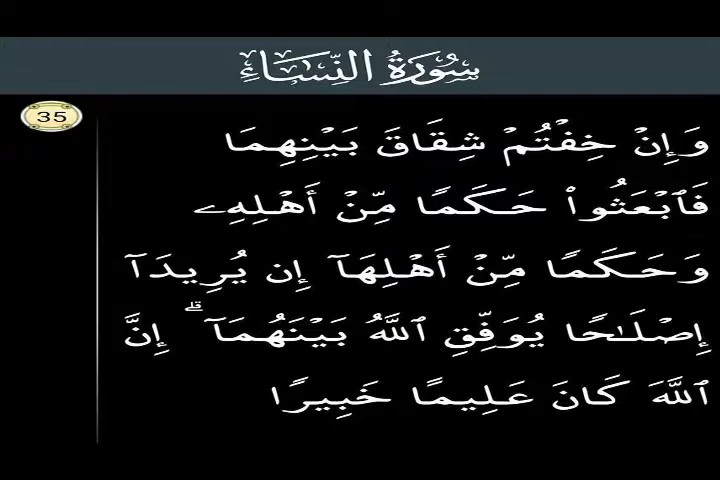 سُورَةُ النِّسَاءِ
35
وَإِنْ خِفْتُمْ شِقَاقَ بَيْنِهِمَا
فَٱبْعَثُوا۟ حَكَمًا مِّنْ أَهْلِهِۦ
وَحَكَمًا مِّنْ أَهْلِهَآ إِن يُرِيدَآ
إِصْلَـٰحًا يُوَفِّقِ ٱللَّهُ بَيْنَهُمَآ ۗ إِنَّ
ٱللَّهَ كَانَ عَلِيمًا خَبِيرًا